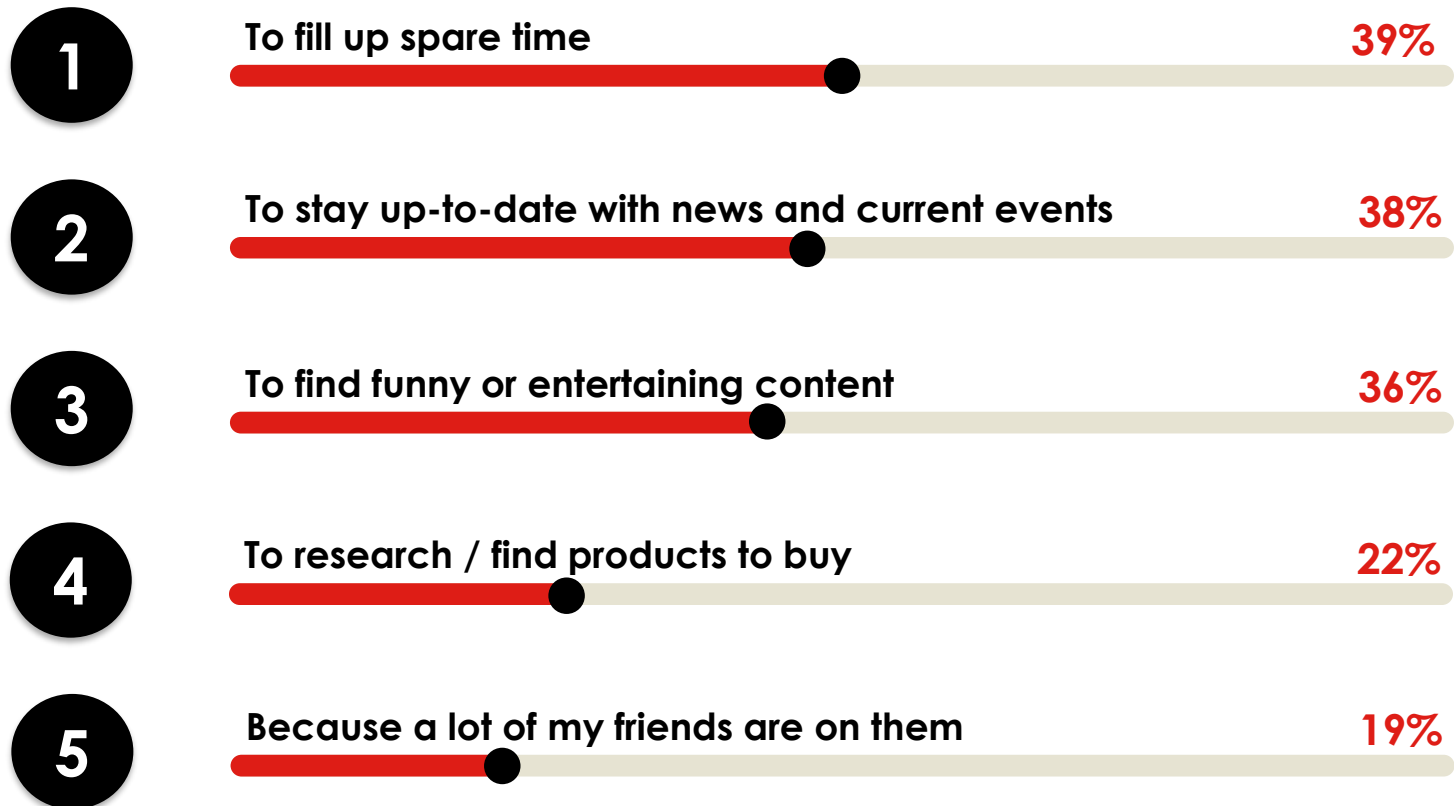 1
To fill up spare time
39%
2
To stay up-to-date with news and current events
38%
3
To find funny or entertaining content
36%
4
To research / find products to buy
22%
5
Because a lot of my friends are on them
19%